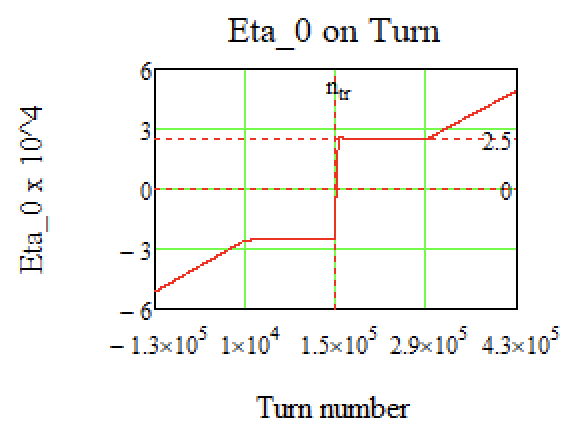 Eta_0 on Turn
Eta_0 x 10^4
6
3
0
− 3
− 6
n_tr
2.5
0
− 1.3×10^5 1×10^4 1.5×10^5 2.9×10^5 4.3×10^5
Turn number